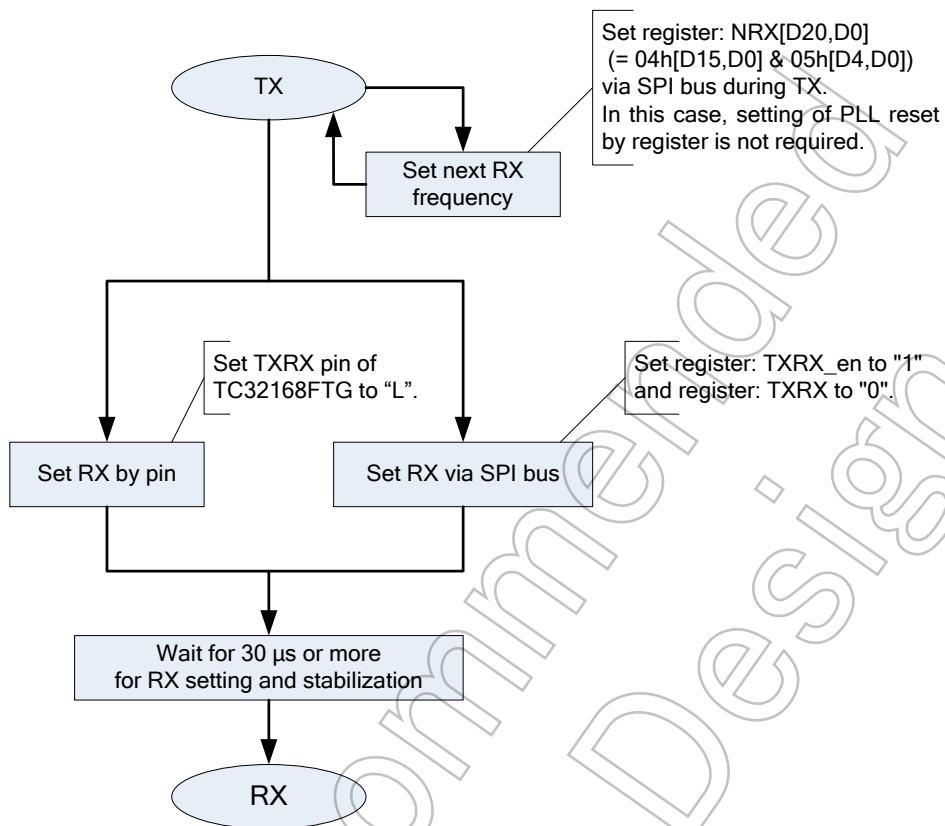 TX
Set register: NRX[D20,D0]
(= 04h[D15,D0] & 05h[D4,D0])
via SPI bus during TX.
In this case, setting of PLL reset
by register is not required.
Set next RX
frequency
Set TXRX pin of
TC32168FTG to “L”.
Set register: TXRX_en to "1"
and register: TXRX to "0".
Set RX by pin
Set RX via SPI bus
Wait for 30 µs or more
for RX setting and stabilization
RX
ommended
Design